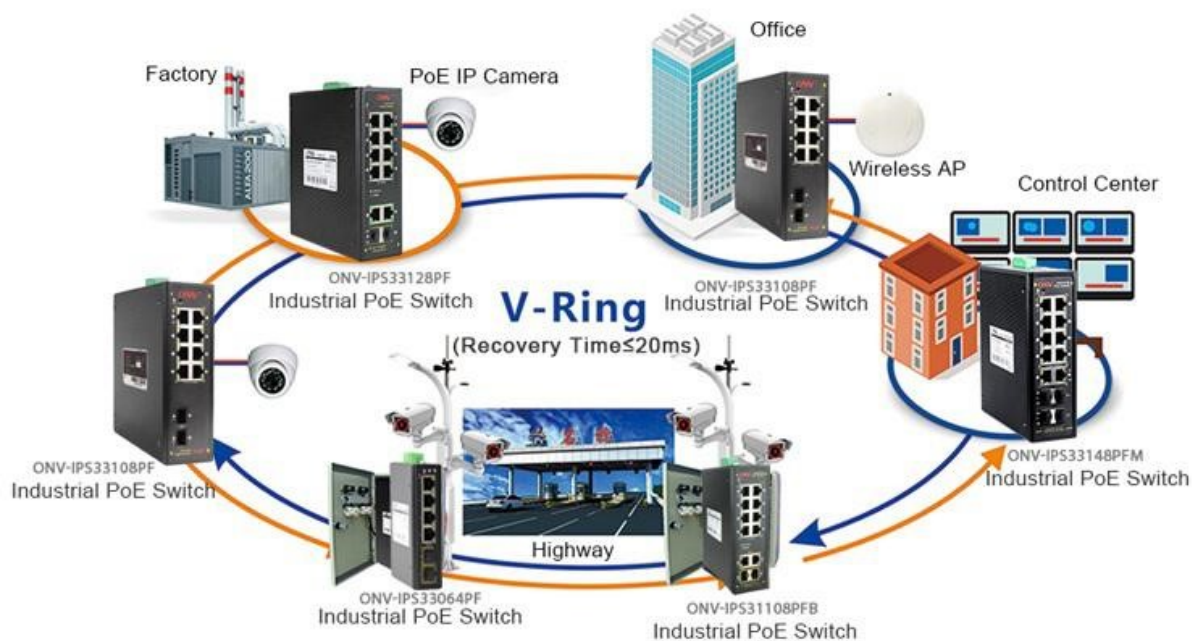 Office
Factory
PoE IP Camera
ALFA200
ONV
Wireless AP
Control Center
ONV-IPS33128PF
Industrial PoE Switch
ONV-IPS33108PF
Industrial PoE Switch
V-Ring
(Recovery Time≤20ms)
ONV-IPS33148PFM
Industrial PoE Switch
ONV-IPS33108PF
Industrial PoE Switch
Highway
ONV-IPS33064PF
Industrial PoE Switch
ONV-IPS31108PFB
Industrial PoE Switch